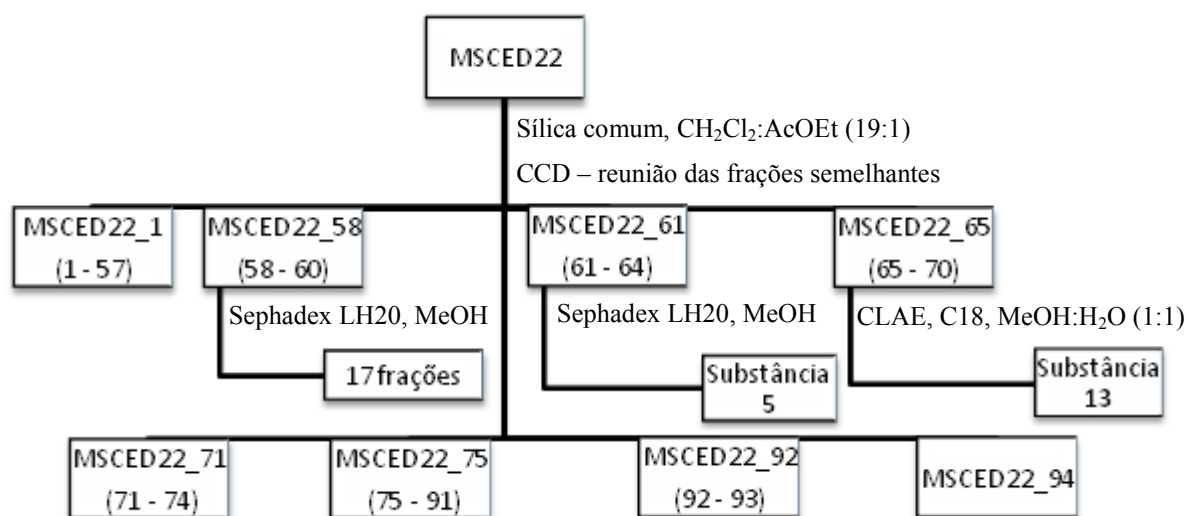 MSCED22
Sílica comum, CH₂Cl₂:AcOEt (19:1)
CCD – reunião das frações semelhantes
MSCED22_1
(1 - 57)
MSCED22_58
(58 - 60)
MSCED22_61
(61 - 64)
MSCED22_65
(65 - 70)
Sephadex LH20, MeOH
Sephadex LH20, MeOH
CLAE, C18, MeOH:H₂O (1:1)
17frações
Substância
5
Substância
13
MSCED22_71
(71 - 74)
MSCED22_75
(75 - 91)
MSCED22_92
(92 - 93)
MSCED22_94